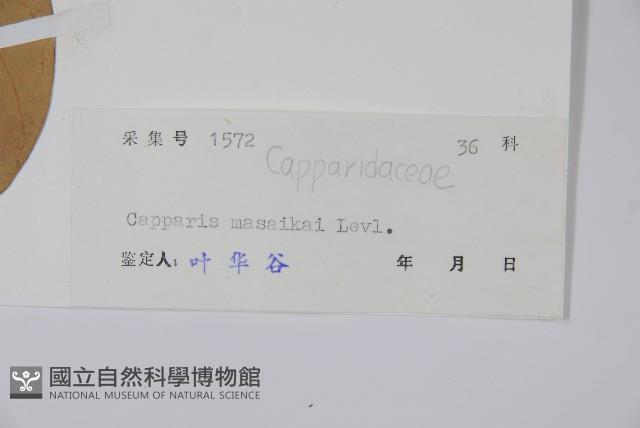 采集号 1572 36 科
Capparidaceae
Capparis masaikai Levl.
鉴定人: 叶华谷 年 月 日
國立自然科學博物館
NATIONAL MUSEUM OF NATURAL SCIENCE